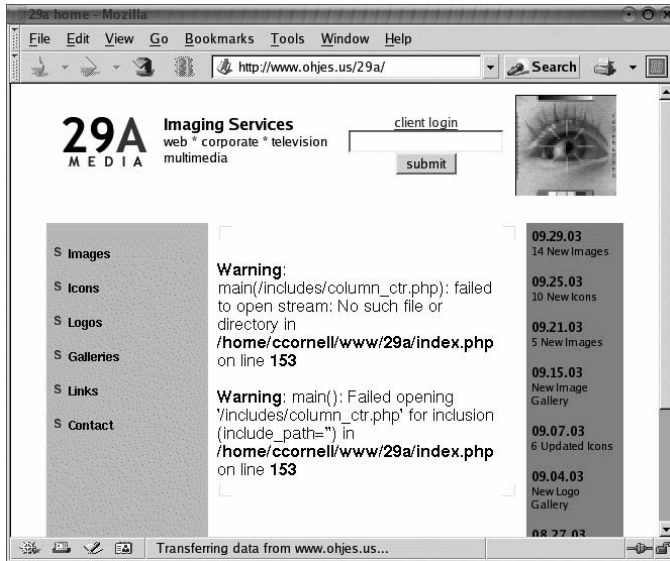 29a home - Mozilla
File Edit View Go Bookmarks Tools Window Help
http://www.ohjes.us/29a/
Search
29A
MEDIA
Imaging Services
web * corporate * television
multimedia
client login
submit
S Images
S Icons
S Logos
S Galleries
S Links
S Contact
Warning:
main(/includes/column_ctr.php): failed
to open stream: No such file or
directory in
/home/ccornell/www/29a/index.php
on line 153
Warning: main(): Failed opening
'/includes/column_ctr.php' for inclusion
(include_path='') in
/home/ccornell/www/29a/index.php
on line 153
09.29.03
14 New Images
09.25.03
10 New Icons
09.21.03
5 New Images
09.15.03
New Image
Gallery
09.07.03
6 Updated Icons
09.04.03
New Logo
Gallery
08.27.03
Transferring data from www.ohjes.us...